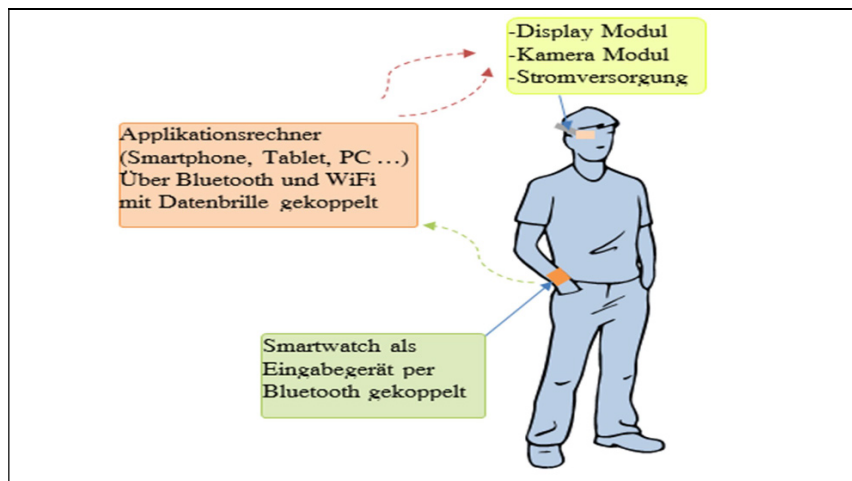 -Display Modul
-Kamera Modul
-Stromversorgung
Applikationsrechner
(Smartphone, Tablet, PC ...)
Über Bluetooth und WiFi
mit Datenbrille gekoppelt
Smartwatch als
Eingabegerät per
Bluetooth gekoppelt